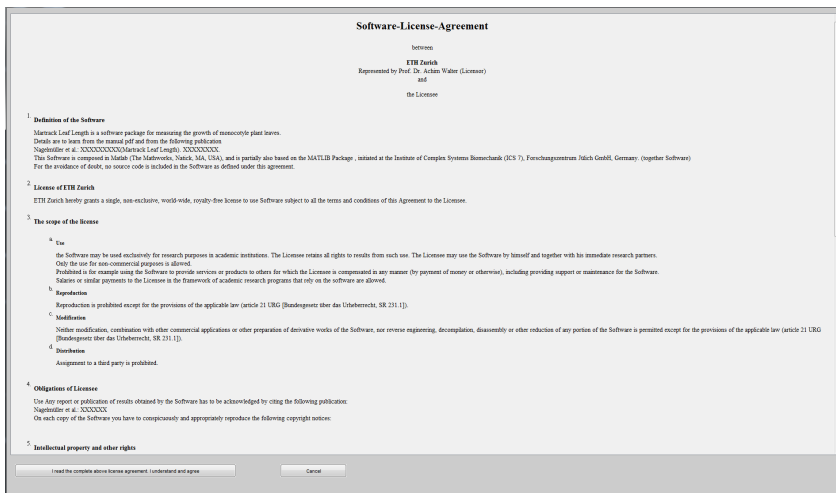 Software-License-Agreement
between
ETH Zurich
Represented by Prof. Dr. Achim Walter (Licensor)
and
the Licensee
1. Definition of the Software
Martrack Leaf Length is a software package for measuring the growth of monocotyle plant leaves.
Details are to learn from the manual pdf and from the following publication
Nagelmüller et al.: XXXXXXXXX(Martrack Leaf Length). XXXXXXXX.
This Software is composed in Matlab (The Mathworks, Natick, MA, USA), and is partially also based on the MATLIB Package , initiated at the Institute of Complex Systems Biomechanik (ICS 7), Forschungszentrum Jülich GmbH, Germany. (together Software)
For the avoidance of doubt, no source code is included in the Software as defined under this agreement.
2. License of ETH Zurich
ETH Zurich hereby grants a single, non-exclusive, world-wide, royalty-free license to use Software subject to all the terms and conditions of this Agreement to the Licensee.
3. The scope of the license
a. Use
the Software may be used exclusively for research purposes in academic institutions. The Licensee retains all rights to results from such use. The Licensee may use the Software by himself and together with his immediate research partners.
Only the use for non-commercial purposes is allowed.
Prohibited is for example using the Software to provide services or products to others for which the Licensee is compensated in any manner (by payment of money or otherwise), including providing support or maintenance for the Software.
Salaries or similar payments to the Licensee in the framework of academic research programs that rely on the software are allowed.
b. Reproduction
Reproduction is prohibited except for the provisions of the applicable law (article 21 URG [Bundesgesetz über das Urheberrecht, SR 231.1]).
c. Modification
Neither modification, combination with other commercial applications or other preparation of derivative works of the Software, nor reverse engineering, decompilation, disassembly or other reduction of any portion of the Software is permitted except for the provisions of the applicable law (article 21 URG
[Bundesgesetz über das Urheberrecht, SR 231.1]).
d. Distribution
Assignment to a third party is prohibited.
4. Obligations of Licensee
Use Any report or publication of results obtained by the Software has to be acknowledged by citing the following publication:
Nagelmüller et al.: XXXXXX
On each copy of the Software you have to conspicuously and appropriately reproduce the following copyright notices:
5. Intellectual property and other rights
I read the complete above license agreement, I understand and agree
Cancel